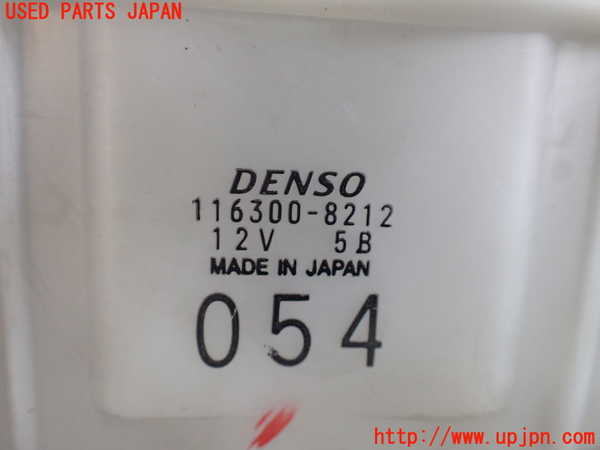 USED PARTS JAPAN
DENSO
116300-8212
12V 5B
MADE IN JAPAN
054
http://www.upjpn.com/